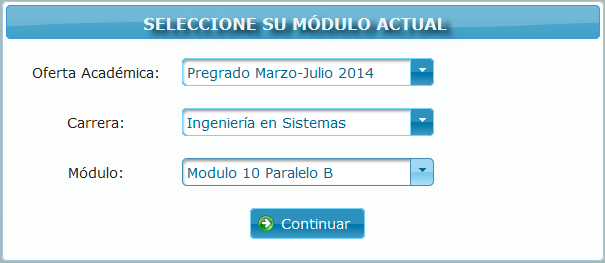 SELECCIONE SU MÓDULO ACTUAL
Oferta Académica: Pregrado Marzo-Julio 2014
Carrera: Ingeniería en Sistemas
Módulo: Modulo 10 Paralelo B
Continuar